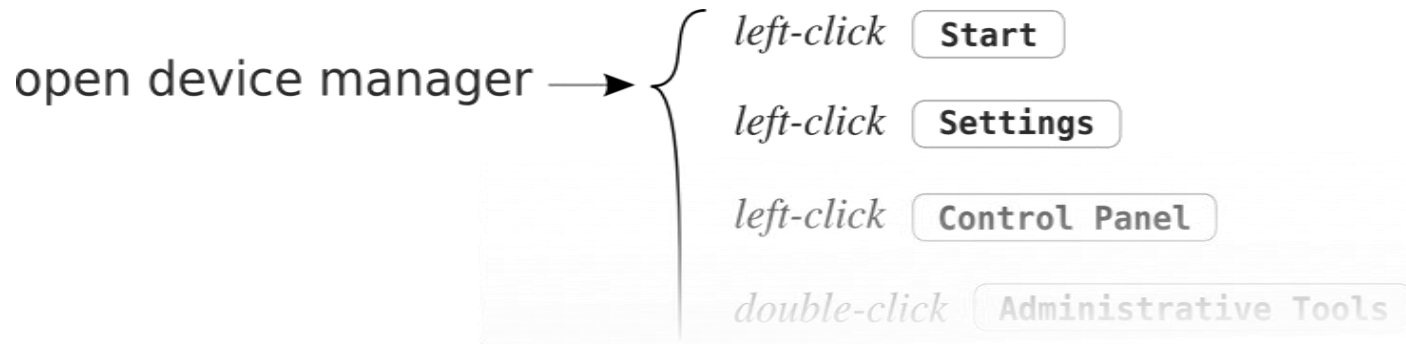 open device manager
left-click Start
left-click Settings
left-click Control Panel
double-click Administrative Tools